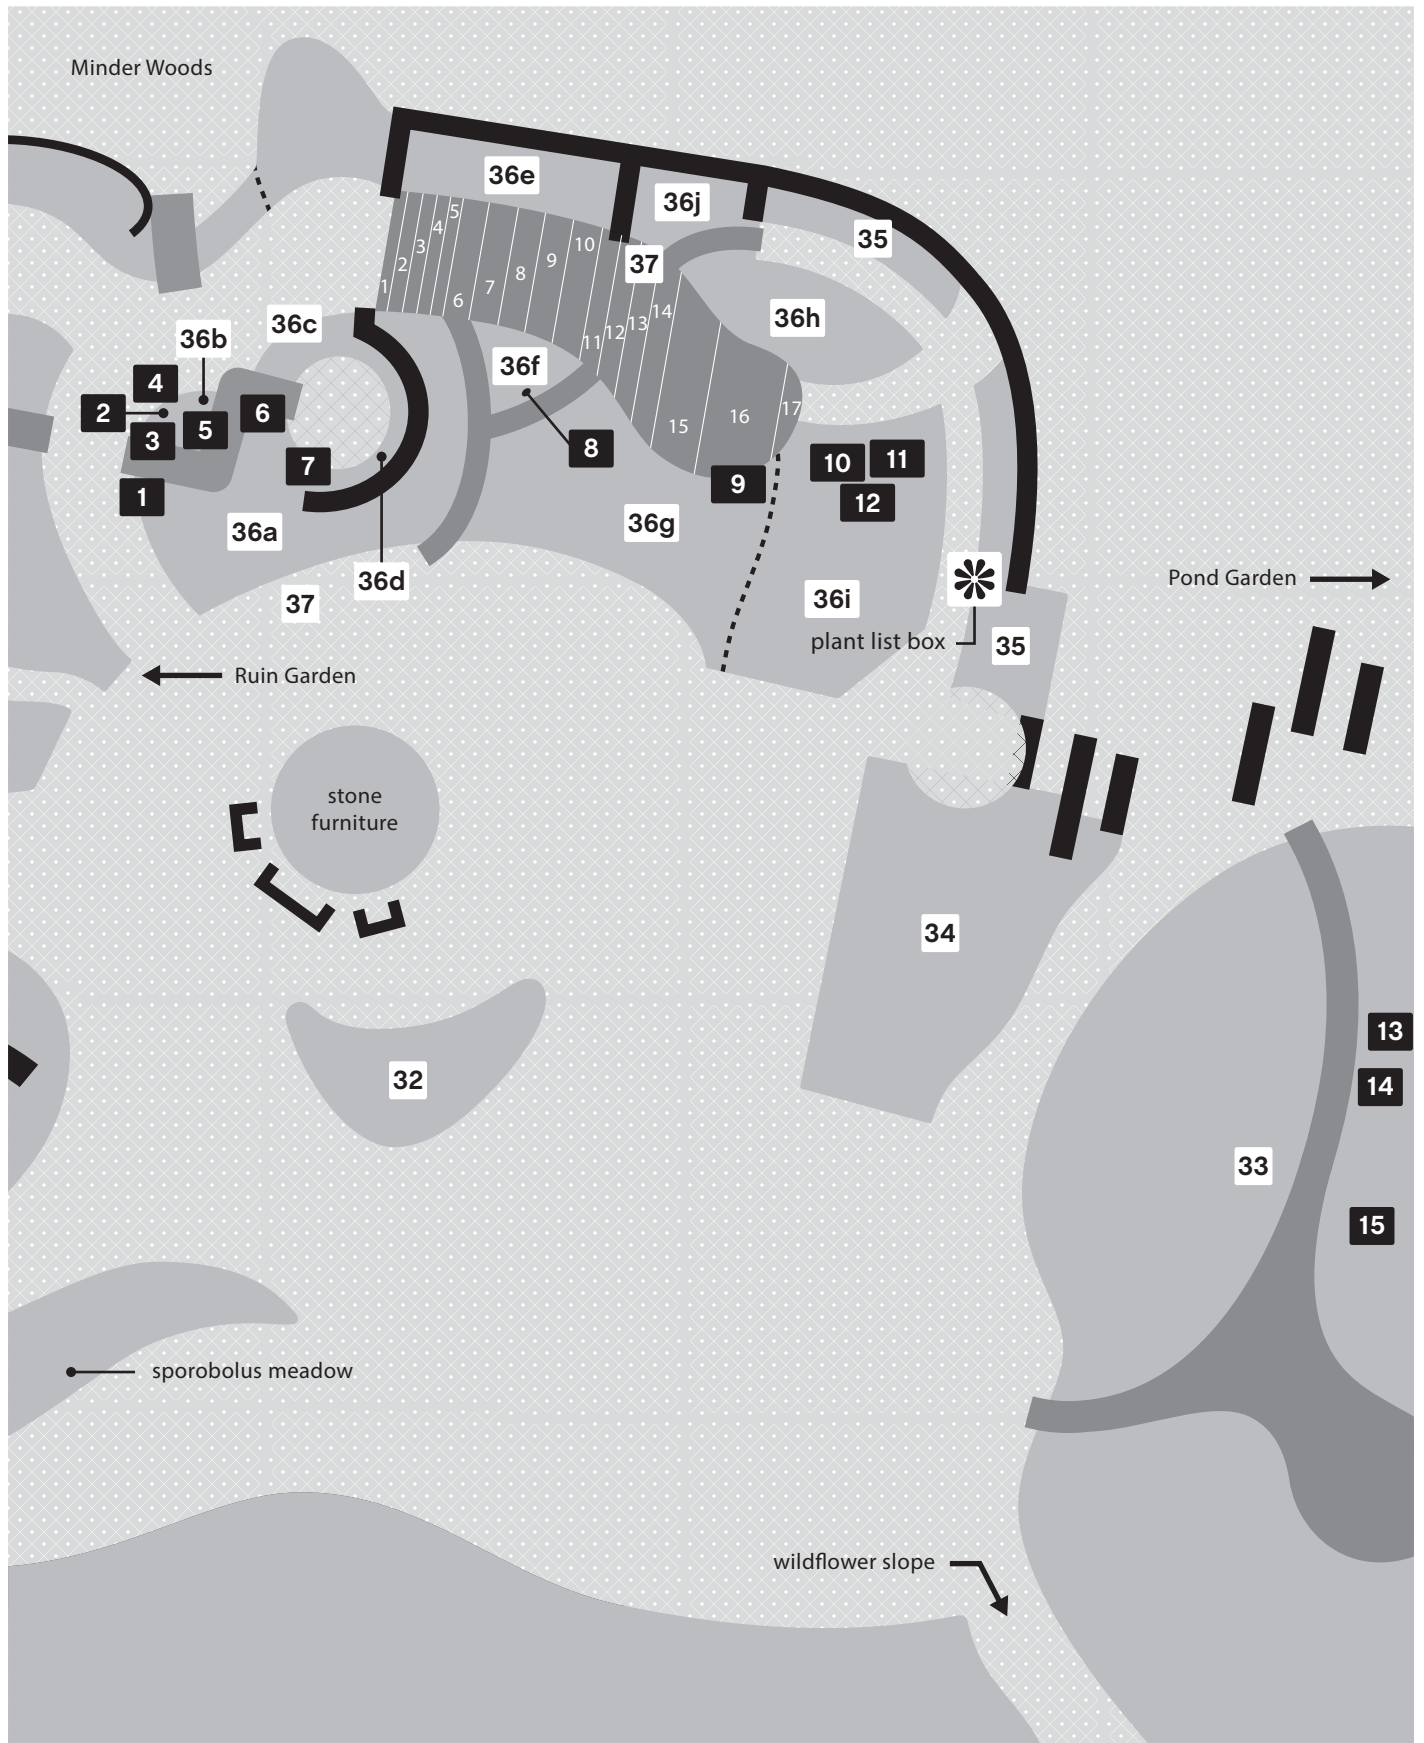 Minder Woods
36e
36j
35
5
4
3
2
1
10
9
8
7
6
37
14
13
12
11
36h
36c
36b
36f
4
2
6
5
3
17
16
15
8
7
10
11
9
1
12
36g
36a
Pond Garden
36d
36i
37
plant list box
35
Ruin Garden
stone
furniture
34
13
32
14
33
15
sporobolus meadow
wildflower slope